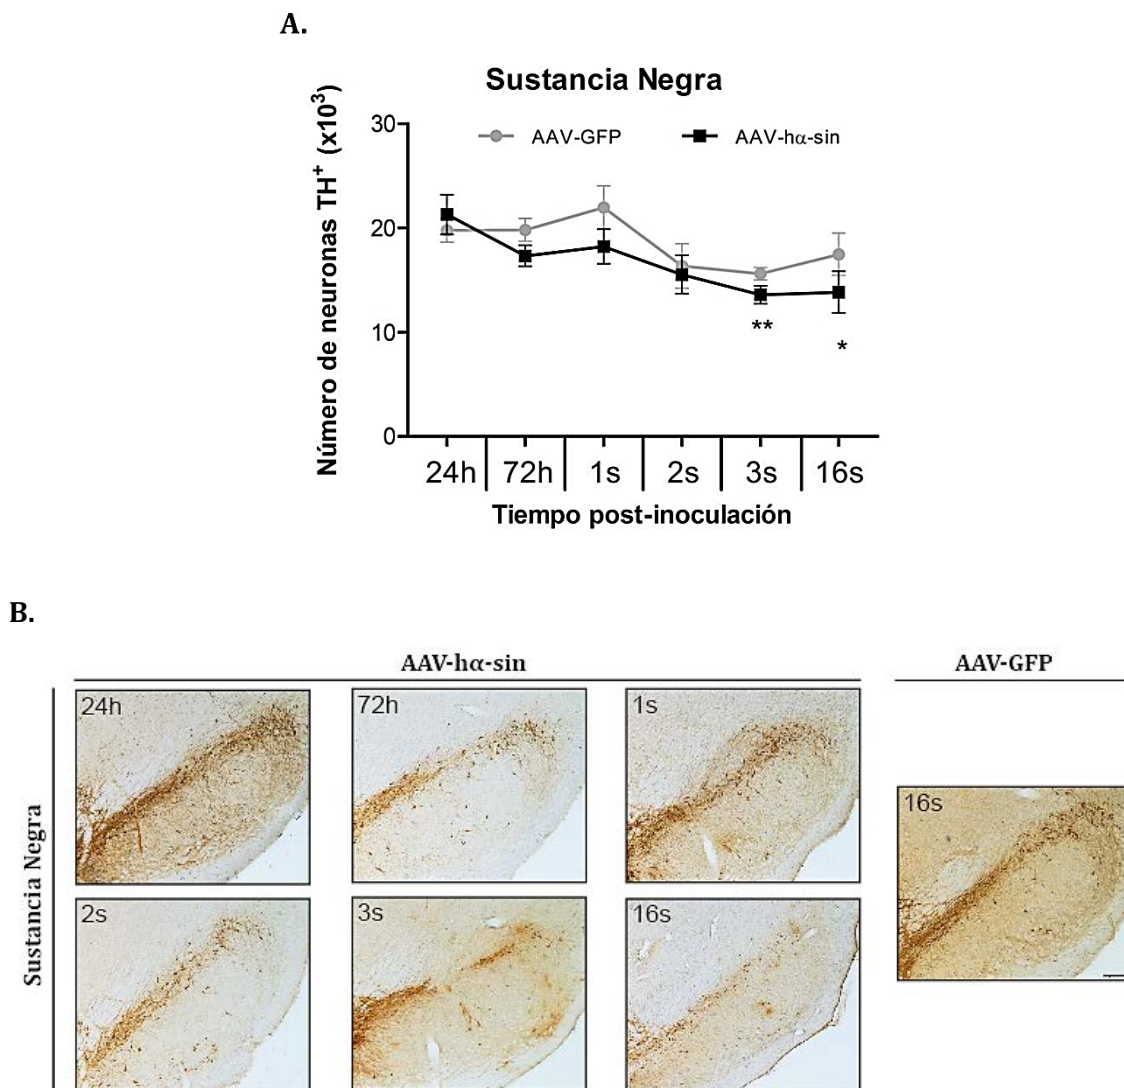 A.
Sustancia Negra
AAV-GFP
AAV-hα-sin
Número de neuronas TH⁺ (x10³)
30
20
10
0
**
*
24h 72h 1s 2s 3s 16s
Tiempo post-inoculación
B.
AAV-hα-sin
AAV-GFP
Sustancia Negra
24h
72h
1s
16s
2s
3s
16s